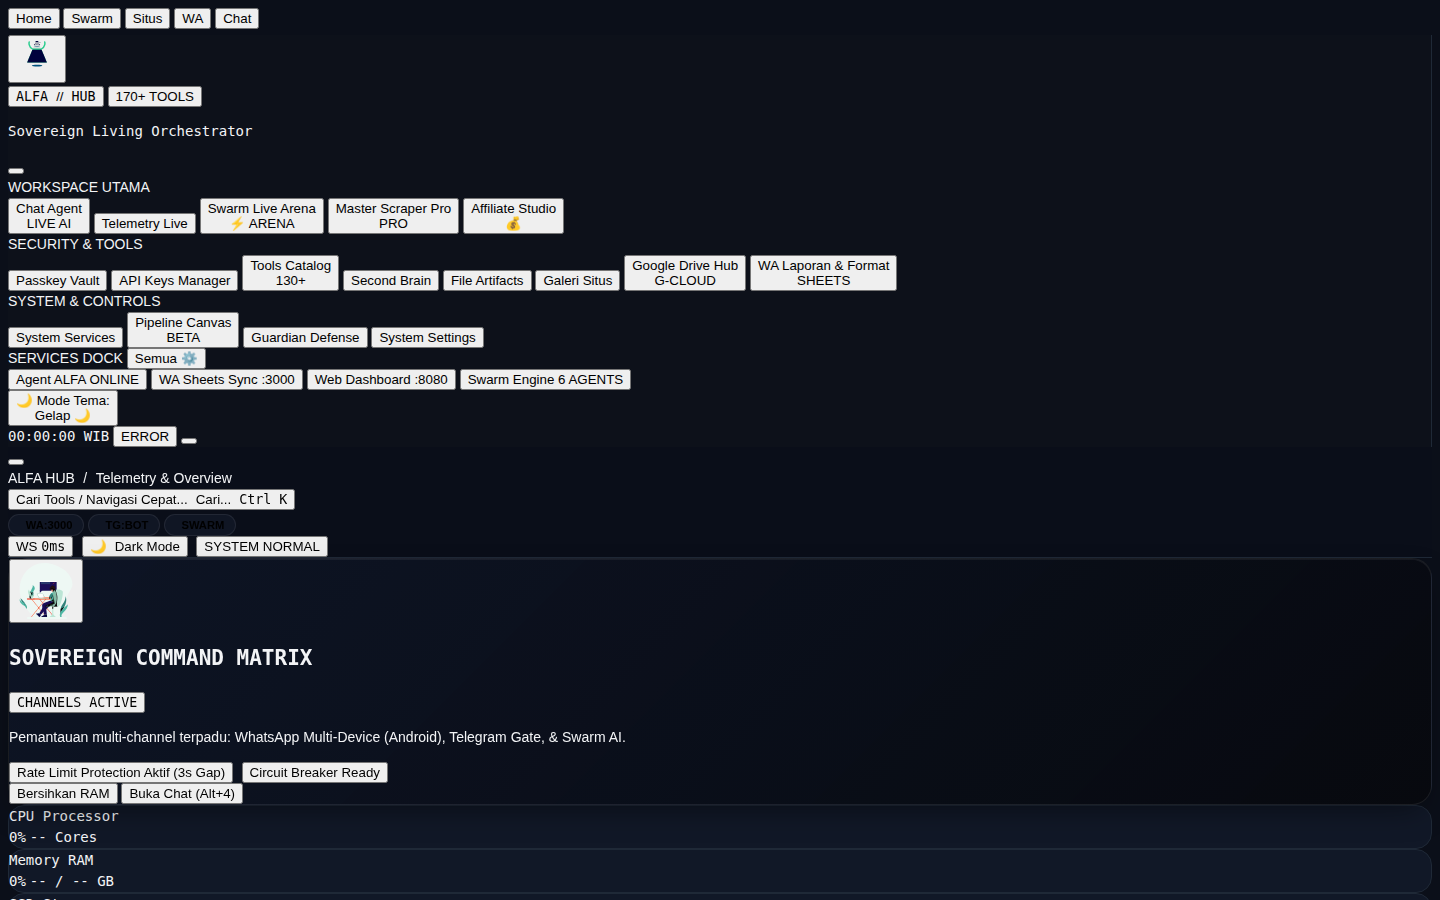 Home Swarm Situs WA Chat
ALFA // HUB 170+ TOOLS
Sovereign Living Orchestrator
WORKSPACE UTAMA
Chat Agent LIVE AI Telemetry Live Swarm Live Arena ⚡ ARENA Master Scraper Pro PRO Affiliate Studio 💰
SECURITY & TOOLS
Passkey Vault API Keys Manager Tools Catalog 130+ Second Brain File Artifacts Galeri Situs Google Drive Hub G-CLOUD WA Laporan & Format SHEETS
SYSTEM & CONTROLS
System Services Pipeline Canvas BETA Guardian Defense System Settings
SERVICES DOCK Semua ⚙️
Agent ALFA ONLINE WA Sheets Sync :3000 Web Dashboard :8080 Swarm Engine 6 AGENTS
🌙 Mode Tema:
Gelap 🌙
00:00:00 WIB ERROR
ALFA HUB / Telemetry & Overview
Cari Tools / Navigasi Cepat... Cari... Ctrl K
WA:3000 TG:BOT SWARM
WS 0ms 🌙 Dark Mode SYSTEM NORMAL
SOVEREIGN COMMAND MATRIX
CHANNELS ACTIVE
Pemantauan multi-channel terpadu: WhatsApp Multi-Device (Android), Telegram Gate, & Swarm AI.
Rate Limit Protection Aktif (3s Gap) Circuit Breaker Ready
Bersihkan RAM Buka Chat (Alt+4)
CPU Processor
0% -- Cores
Memory RAM
0% -- / -- GB